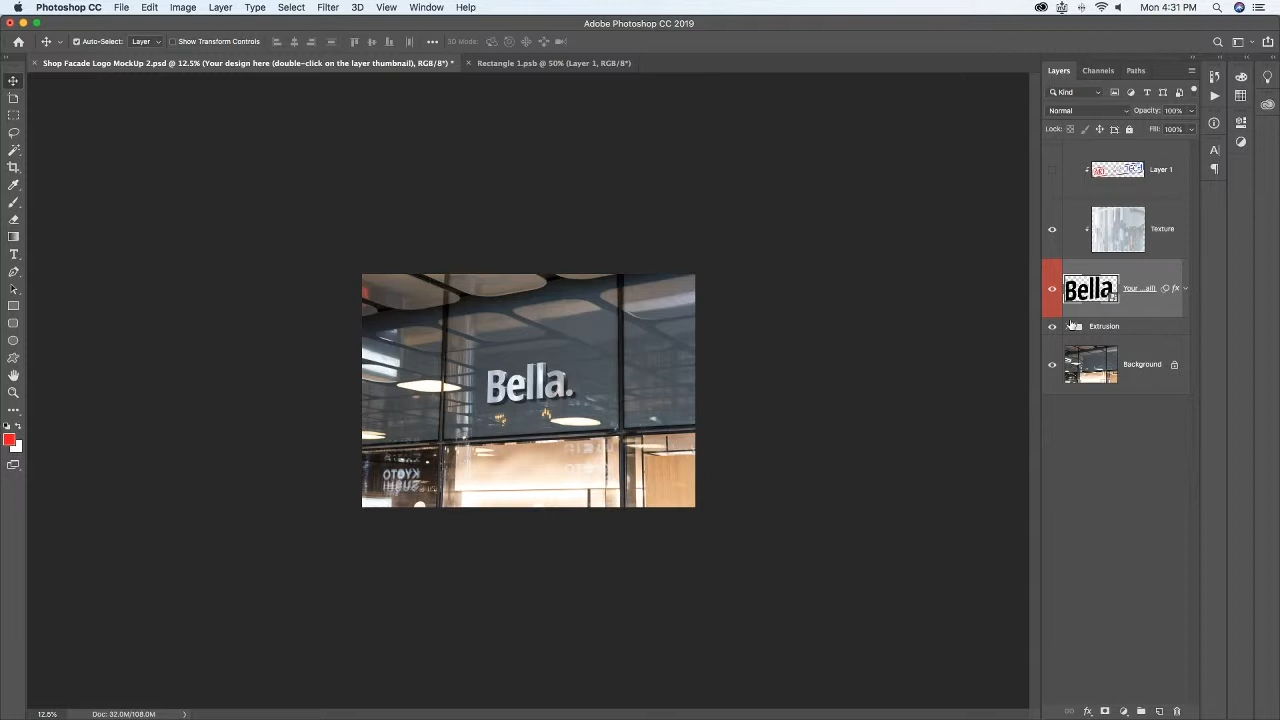 Photoshop CC File Edit Image Layer Type Select Filter 3D View Window Help Mon 4:31 PM
Adobe Photoshop CC 2019
Auto-Select: Layer Show Transform Controls 3D Mode:
Shop Facade Logo MockUp 2.psd @ 12.5% (Your design here (double-click on the layer thumbnail), RGB/8*) * Rectangle 1.psb @ 50% (Layer 1, RGB/8*)
Layers Channels Paths
Kind
Normal Opacity: 100%
Lock: Fill: 100%
Layer 1
Texture
Bella. Your ...ail) fx
Extrusion
Background
Bella.
KYOTO
SUSHI
12.5% Doc: 32.0M/108.0M